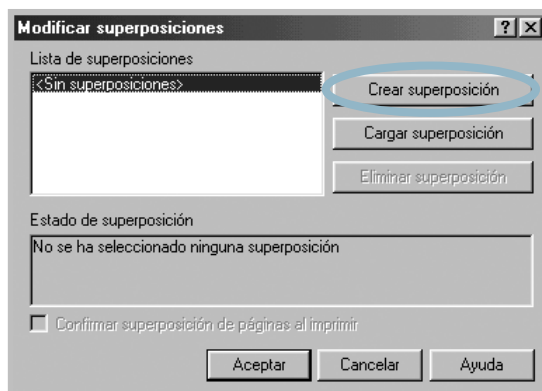 Modificar superposiciones
Lista de superposiciones
<Sin superposiciones>
Crear superposición
Cargar superposición
Eliminar superposición
Estado de superposición
No se ha seleccionado ninguna superposición
Confirmar superposición de páginas al imprimir
Aceptar
Cancelar
Ayuda